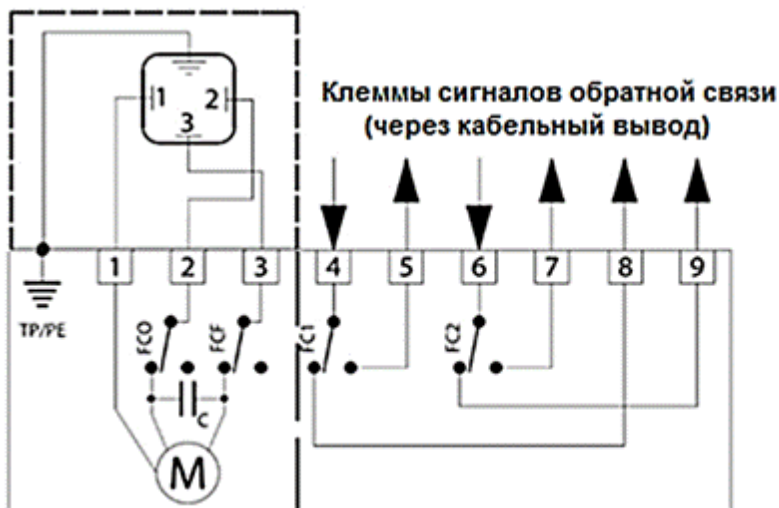 1 2
3
Клеммы сигналов обратной связи
(через кабельный вывод)
1 2 3 4 5 6 7 8 9
TP/PE
FCO FCF FC1 FC2
C
M